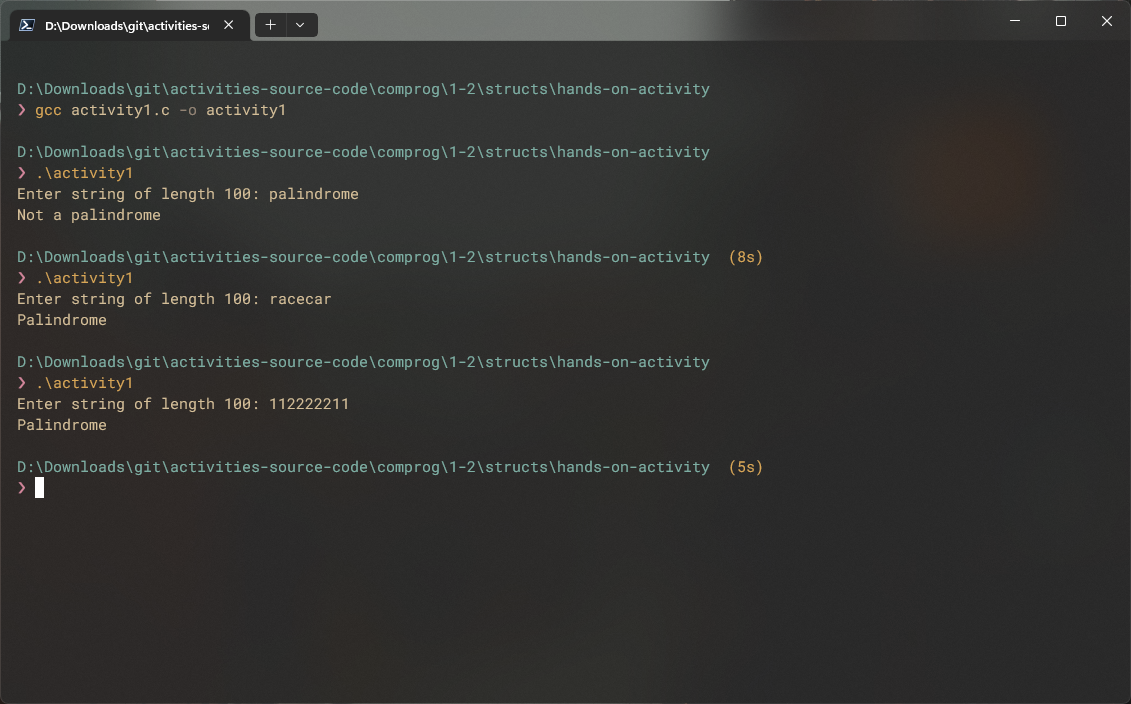 D:\Downloads\git\activities-s
D:\Downloads\git\activities-source-code\comprog\1-2\structs\hands-on-activity
❯ gcc activity1.c -o activity1
D:\Downloads\git\activities-source-code\comprog\1-2\structs\hands-on-activity
❯ .\activity1
Enter string of length 100: palindrome
Not a palindrome
D:\Downloads\git\activities-source-code\comprog\1-2\structs\hands-on-activity (8s)
❯ .\activity1
Enter string of length 100: racecar
Palindrome
D:\Downloads\git\activities-source-code\comprog\1-2\structs\hands-on-activity
❯ .\activity1
Enter string of length 100: 112222211
Palindrome
D:\Downloads\git\activities-source-code\comprog\1-2\structs\hands-on-activity (5s)
❯